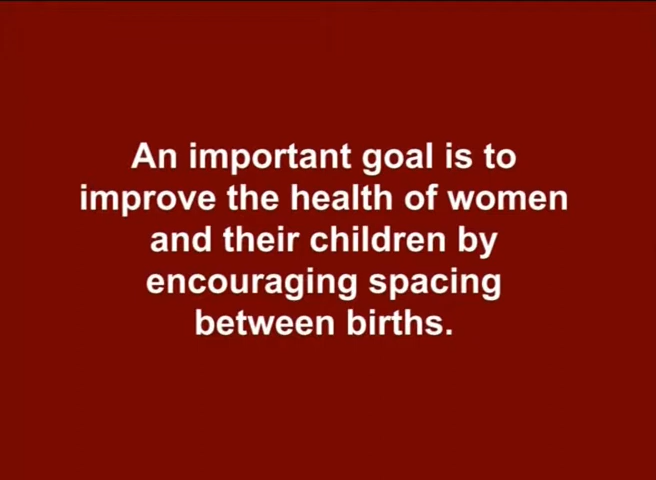 An important goal is to
improve the health of women
and their children by
encouraging spacing
between births.